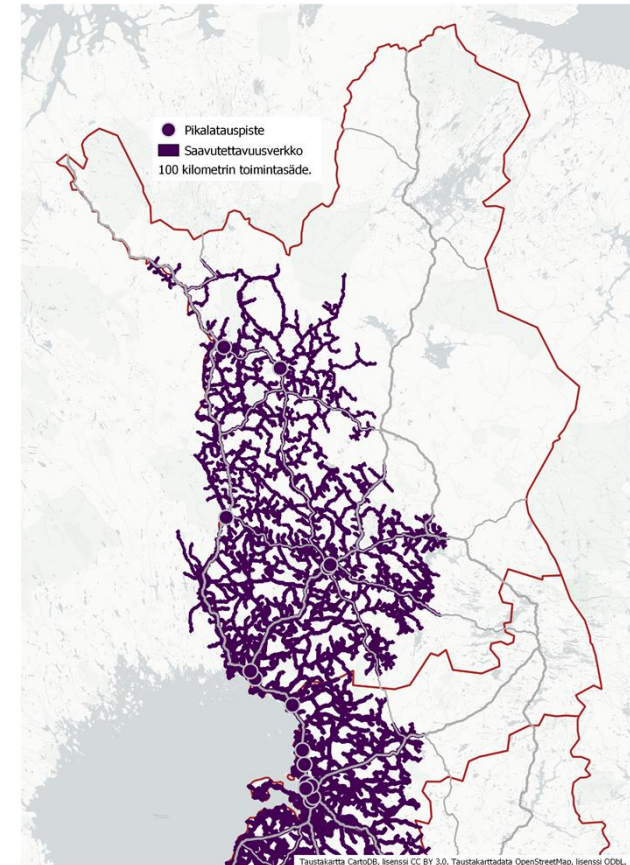 Pikalatauspiste
Saavutettavuusverkko
100 kilometrin toimintasäde.
Taustakartta CartoDB, lisenssi CC BY 3.0. Taustakarttadata OpenStreetMap, lisenssi ODbL.